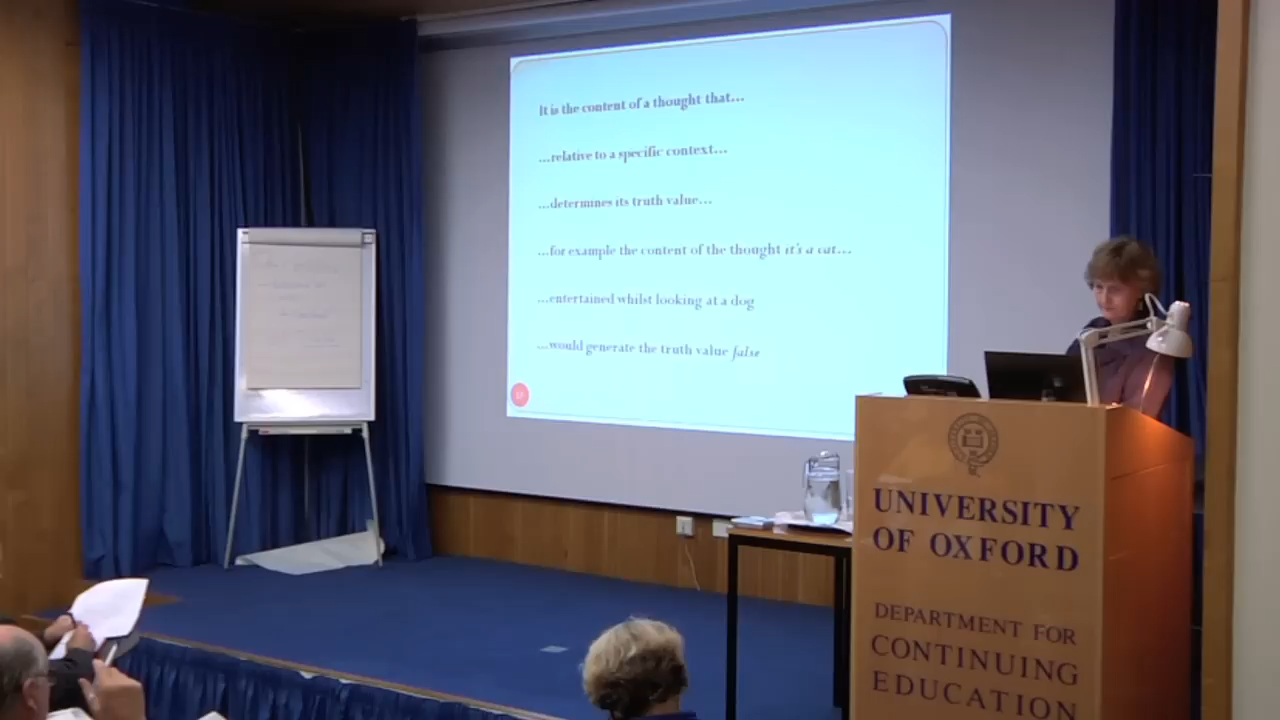 It is the content of a thought that...
...relative to a specific context...
...determines its truth value...
...for example the content of the thought it's a cat...
...entertained whilst looking at a dog
...would generate the truth value false
UNIVERSITY
OF OXFORD
DEPARTMENT FOR
CONTINUING
EDUCATION